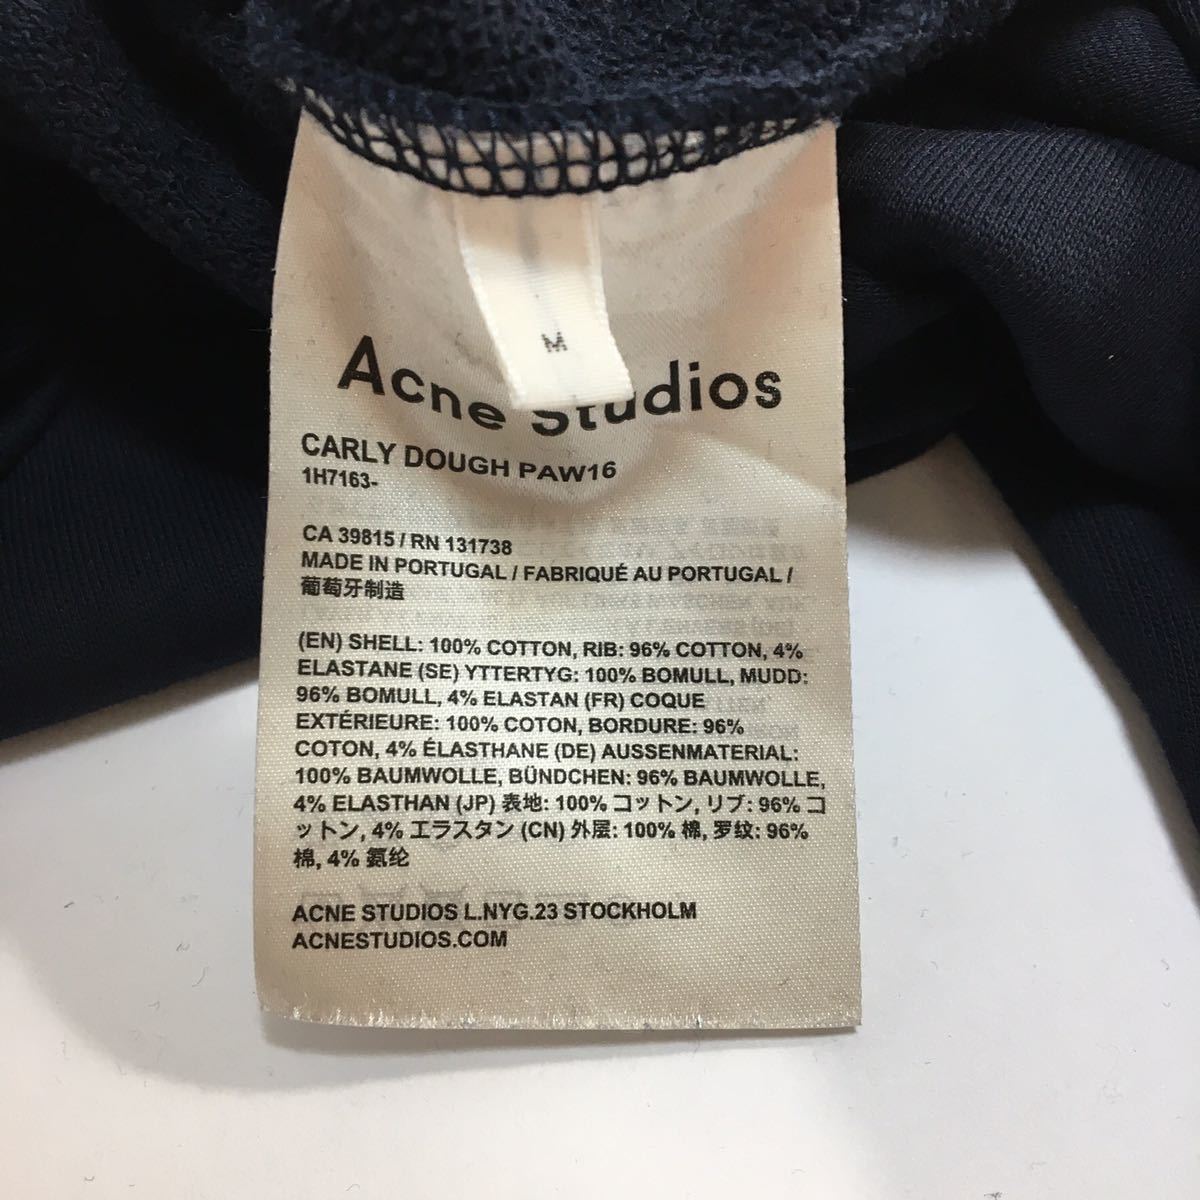 M
Acne Studios
CARLY DOUGH PAW16
1H7163-
CA 39815 / RN 131738
MADE IN PORTUGAL / FABRIQUÉ AU PORTUGAL /
葡萄牙制造
(EN) SHELL: 100% COTTON, RIB: 96% COTTON, 4%
ELASTANE (SE) YTTERTYG: 100% BOMULL, MUDD:
96% BOMULL, 4% ELASTAN (FR) COQUE
EXTÉRIEURE: 100% COTON, BORDURE: 96%
COTON, 4% ÉLASTHANE (DE) AUSSENMATERIAL:
100% BAUMWOLLE, BÜNDCHEN: 96% BAUMWOLLE,
4% ELASTHAN (JP) 表地: 100% コットン, リブ: 96% コ
ットン, 4% エラスタン (CN) 外层: 100% 棉, 罗纹: 96%
棉, 4% 氨纶
ACNE STUDIOS L.NYG.23 STOCKHOLM
ACNESTUDIOS.COM